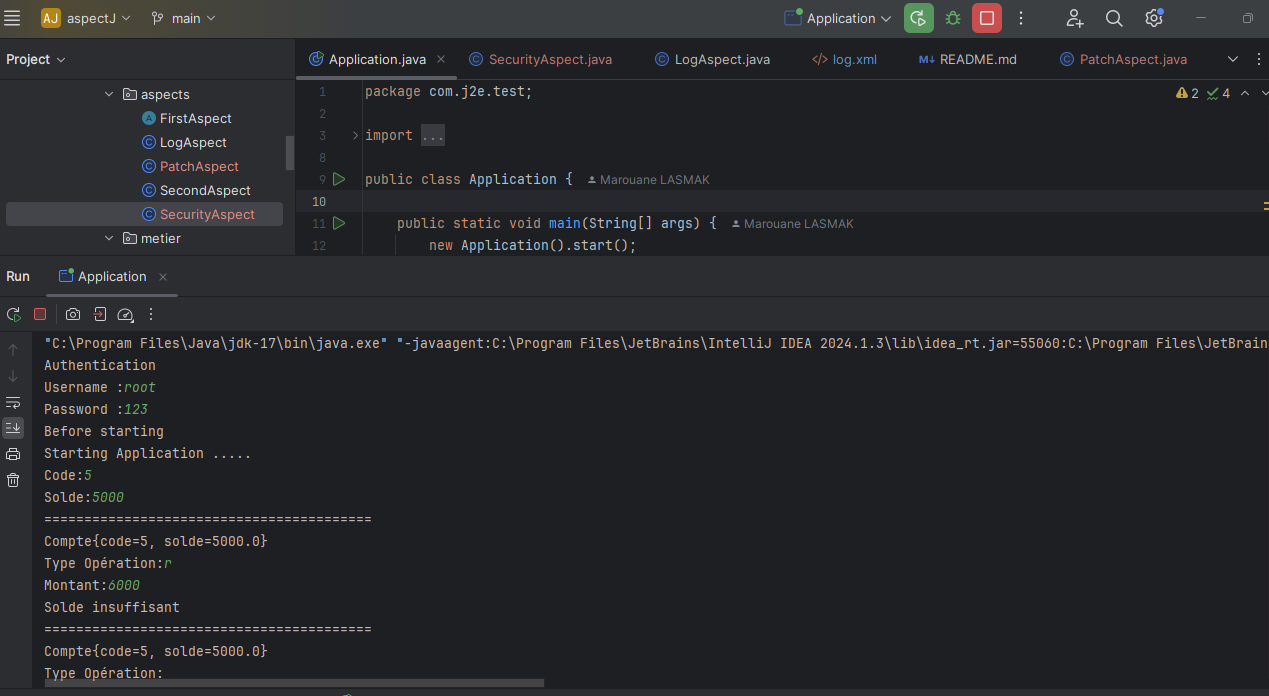 AJ aspectJ main Application
Project
Application.java SecurityAspect.java LogAspect.java </> log.xml M↓ README.md PatchAspect.java
aspects
FirstAspect
LogAspect
PatchAspect
SecondAspect
SecurityAspect
metier
1 package com.j2e.test;
2
3 import ...
8
9 public class Application { Marouane LASMAK
10
11 public static void main(String[] args) { Marouane LASMAK
12 new Application().start();
2 4
Run Application
"C:\Program Files\Java\jdk-17\bin\java.exe" "-javaagent:C:\Program Files\JetBrains\IntelliJ IDEA 2024.1.3\lib\idea_rt.jar=55060:C:\Program Files\JetBrain
Authentication
Username :root
Password :123
Before starting
Starting Application .....
Code:5
Solde:5000
=========================================
Compte{code=5, solde=5000.0}
Type Opération:r
Montant:6000
Solde insuffisant
=========================================
Compte{code=5, solde=5000.0}
Type Opération: